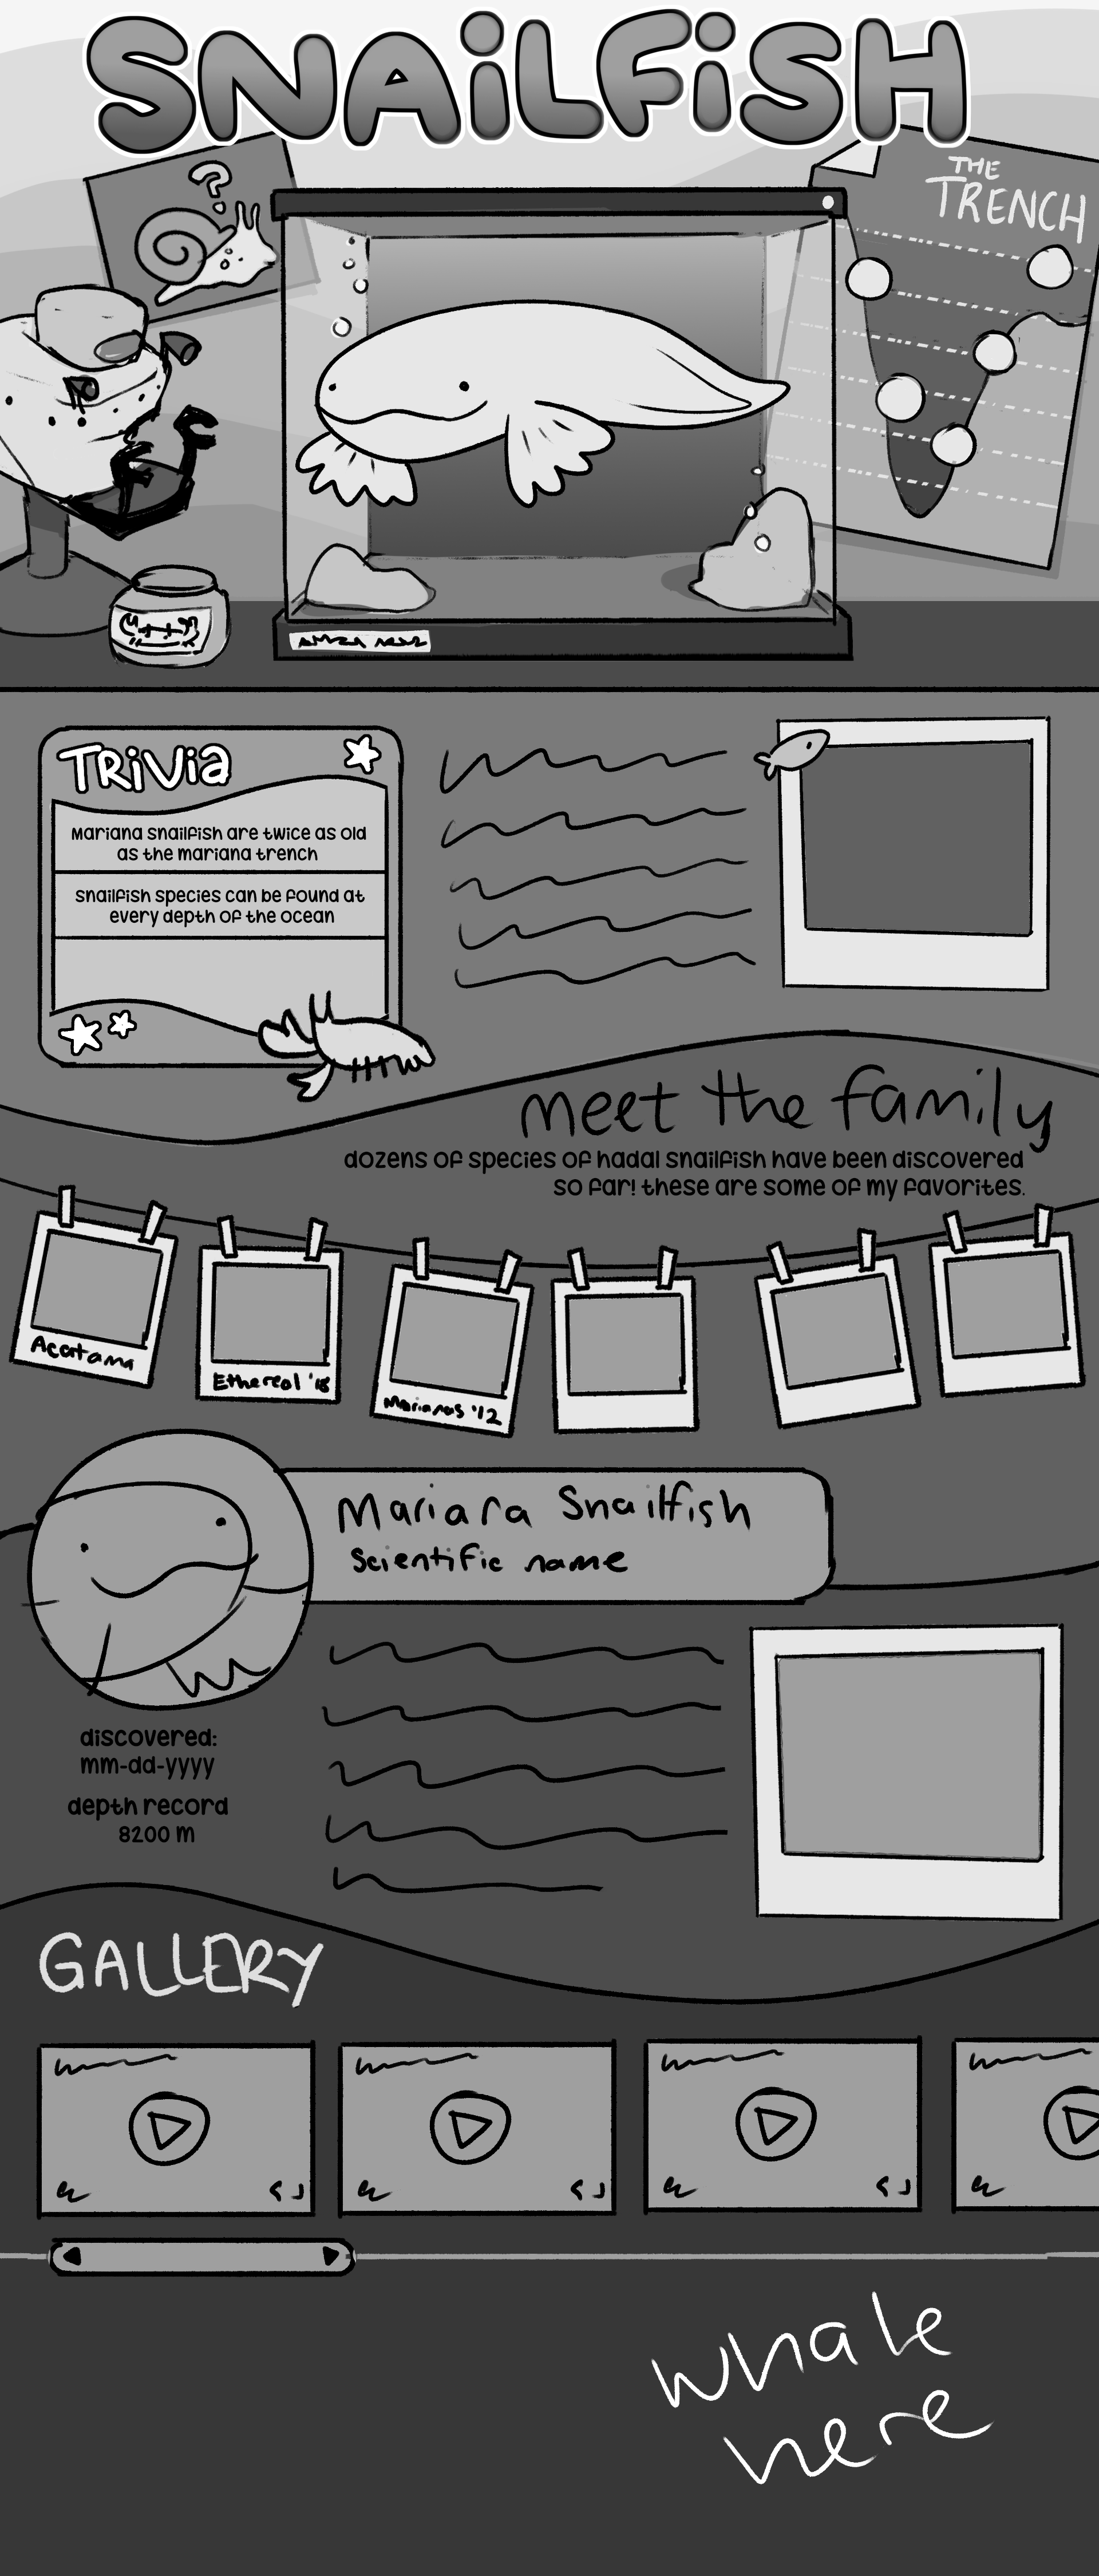 SNAiLFiSH
?
THE
TRENCH
TRiVia
Mariana snailfish are twice as old
as the mariana trench
snailfish species can be found at
every depth of the ocean
meet the family
dozens of species of hadal snailfish have been discovered
so far! these are some of my favorites.
Acatama
Ethereal '18
Marianas '12
Mariara Snailfish
Scientific name
discovered:
mm-dd-yyyy
depth record
8200 m
GALLERY
whale
here